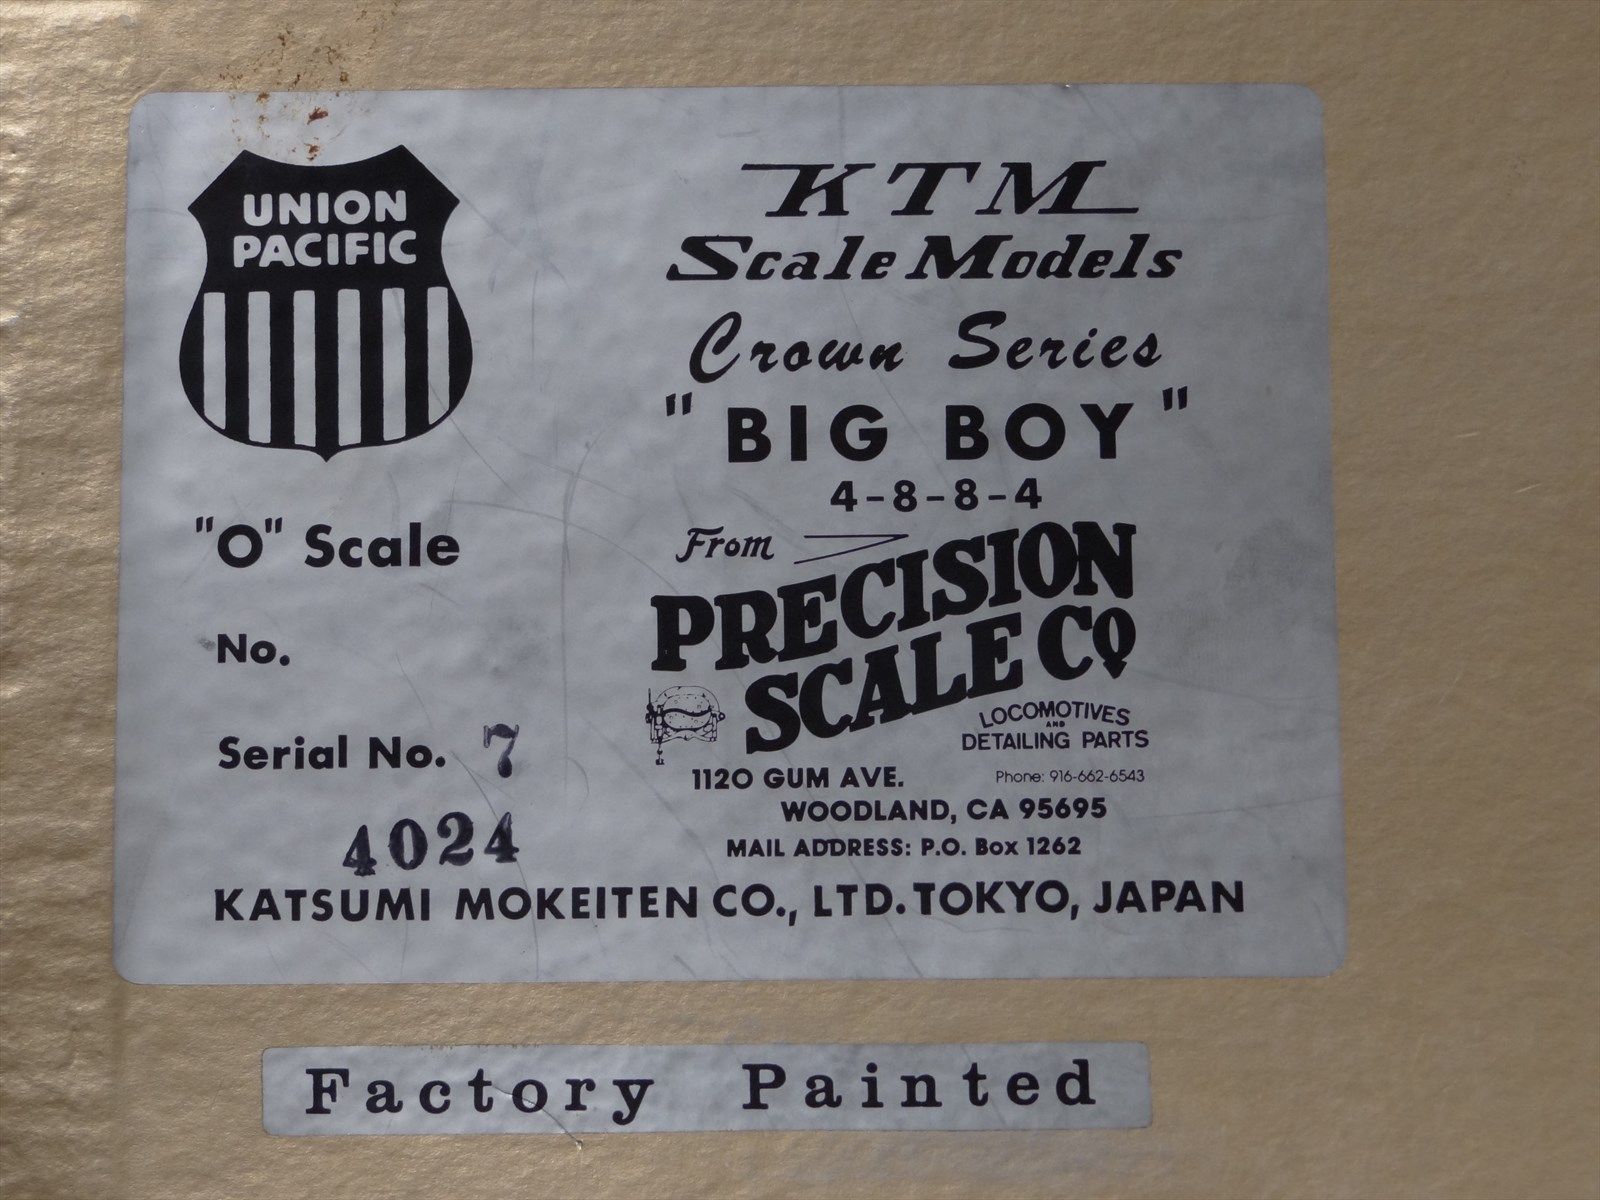 UNION
PACIFIC
"O" Scale
No.
Serial No. 7
4024
KTM
Scale Models
Crown Series
"BIG BOY"
4-8-8-4
From
PRECISION
SCALE CO
LOCOMOTIVES
AND
DETAILING PARTS
1120 GUM AVE.
Phone: 916-662-6543
WOODLAND, CA 95695
MAIL ADDRESS: P.O. Box 1262
KATSUMI MOKEITEN CO., LTD. TOKYO, JAPAN
Factory Painted